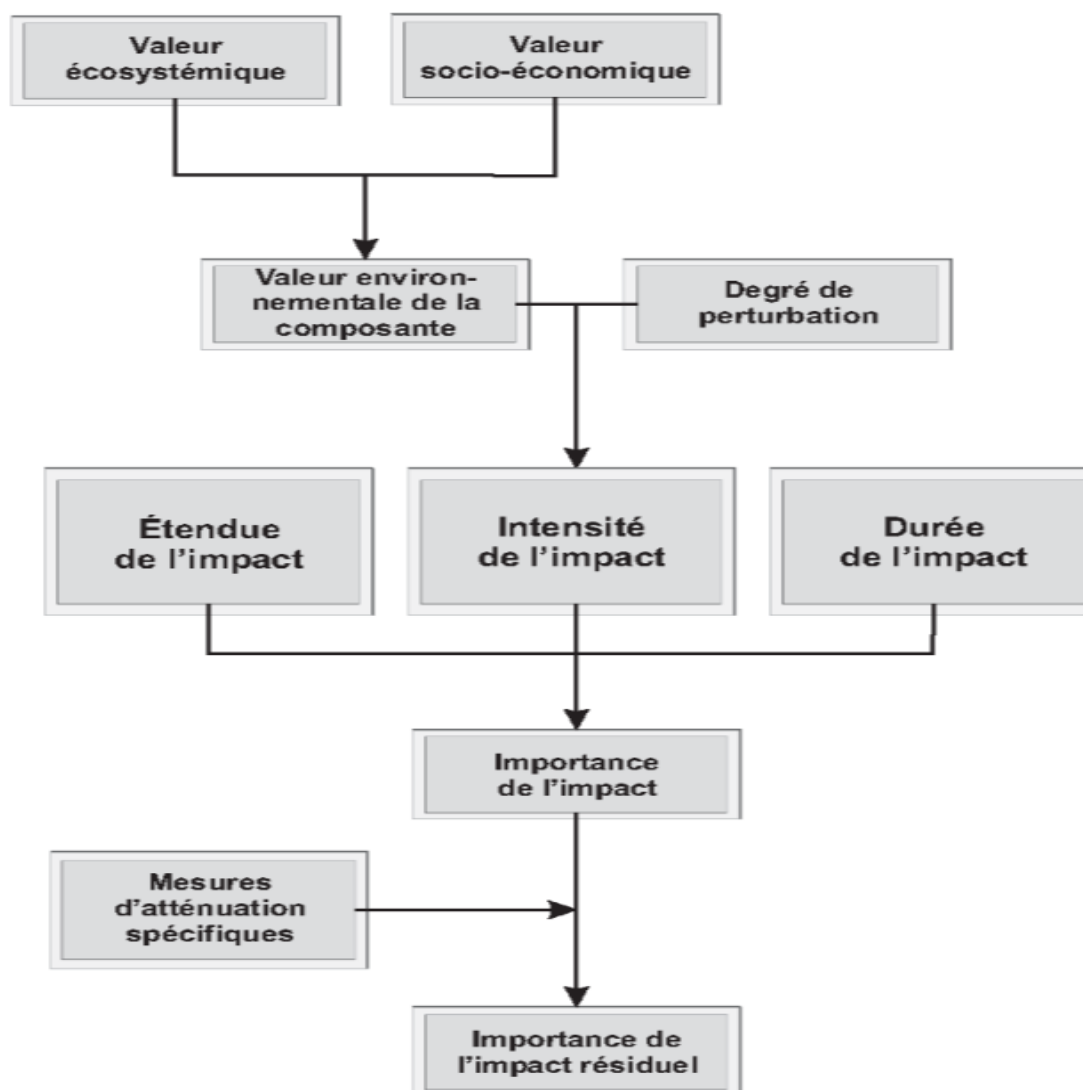 Valeur
écosystémique
Valeur
socio-économique
Valeur environ-
nementale de la
composante
Degré de
perturbation
Étendue
de l'impact
Intensité
de l'impact
Durée
de l'impact
Importance
de l'impact
Mesures
d'atténuation
spécifiques
Importance de
l'impact résiduel